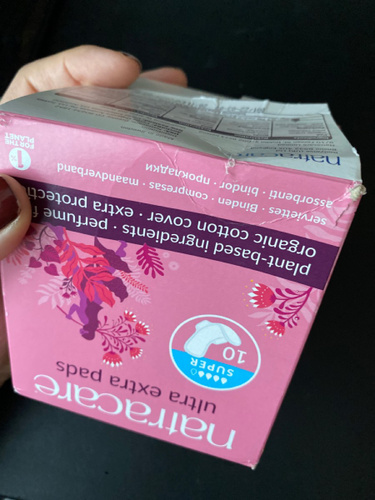 natracare
ultra extra pads
10
SUPER
plant-based ingredients · perfume f
organic cotton cover · extra protecti
serviettes · Binden · compresas · maandverband
assorbenti · bindor · прокладки
1
FOR THE
PLANET
natracare